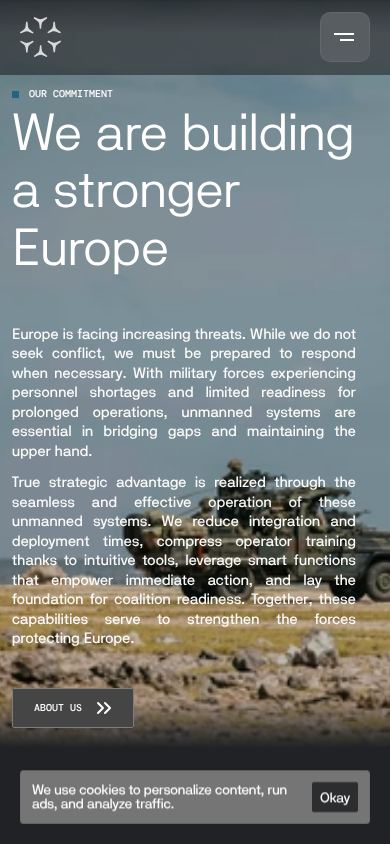 OUR COMMITMENT
We are building
a stronger
Europe
Europe is facing increasing threats. While we do not
seek conflict, we must be prepared to respond
when necessary. With military forces experiencing
personnel shortages and limited readiness for
prolonged operations, unmanned systems are
essential in bridging gaps and maintaining the
upper hand.
True strategic advantage is realized through the
seamless and effective operation of these
unmanned systems. We reduce integration and
deployment times, compress operator training
thanks to intuitive tools, leverage smart functions
that empower immediate action, and lay the
foundation for coalition readiness. Together, these
capabilities serve to strengthen the forces
protecting Europe.
ABOUT US
We use cookies to personalize content, run
ads, and analyze traffic.
Okay